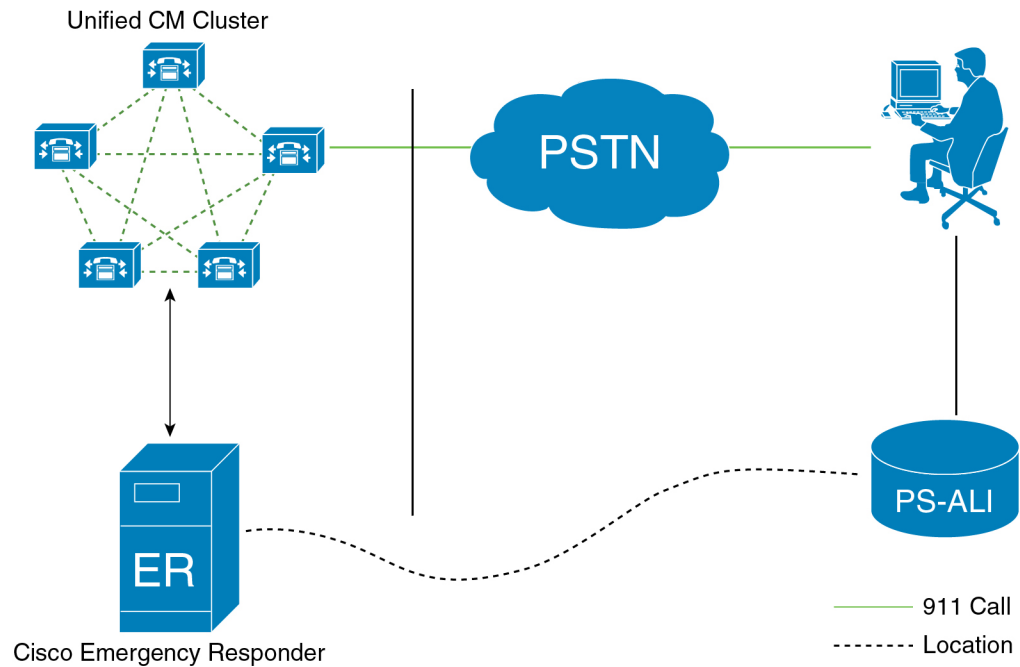 Unified CM Cluster
PSTN
ER
PS-ALI
911 Call
Location
Cisco Emergency Responder